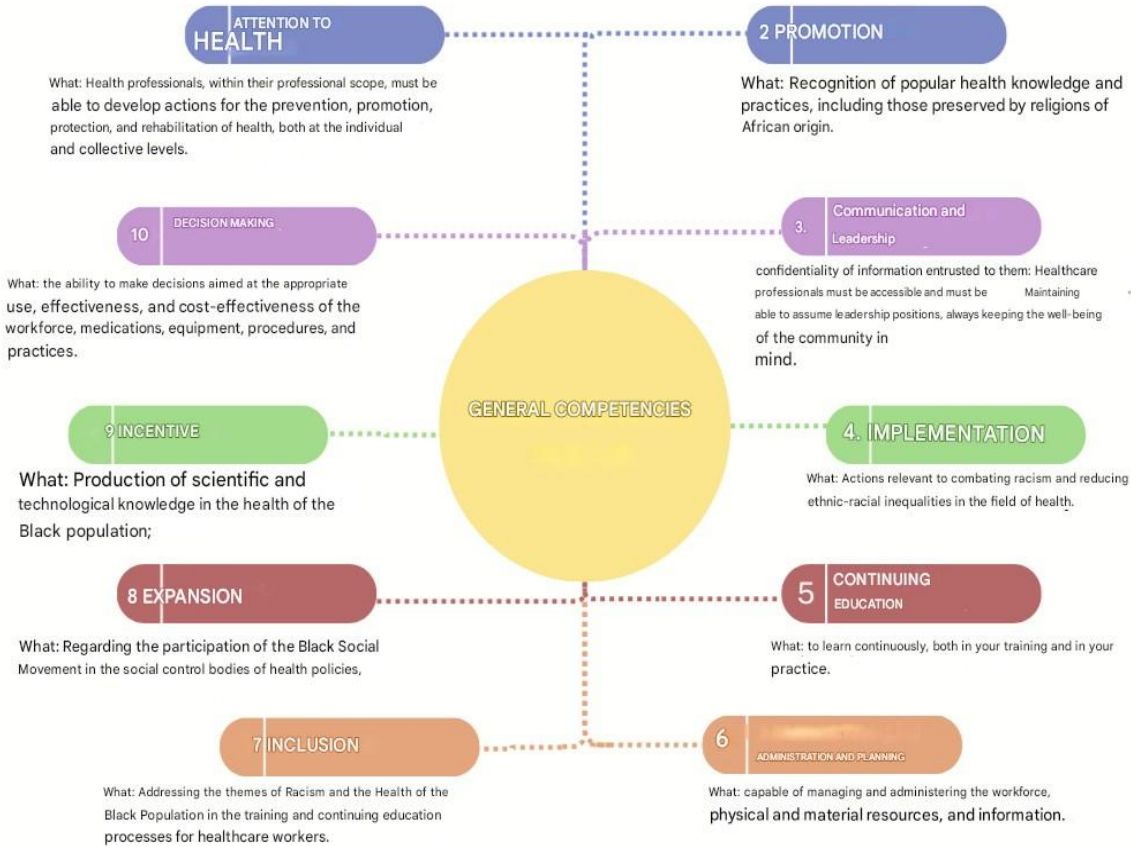 ATTENTION TO
HEALTH
What: Health professionals, within their professional scope, must be
able to develop actions for the prevention, promotion,
protection, and rehabilitation of health, both at the individual
and collective levels.
2 PROMOTION
What: Recognition of popular health knowledge and
practices, including those preserved by religions of
African origin.
3.
Communication and
Leadership
confidentiality of information entrusted to them: Healthcare
professionals must be accessible and must be Maintaining
able to assume leadership positions, always keeping the well-being
of the community in
mind.
4. IMPLEMENTATION
What: Actions relevant to combating racism and reducing
ethnic-racial inequalities in the field of health.
5
CONTINUING
EDUCATION
What: to learn continuously, both in your training and in your
practice.
6
ADMINISTRATION AND PLANNING
What: capable of managing and administering the workforce,
physical and material resources, and information.
7 INCLUSION
What: Addressing the themes of Racism and the Health of the
Black Population in the training and continuing education
processes for healthcare workers.
8 EXPANSION
What: Regarding the participation of the Black Social
Movement in the social control bodies of health policies,
9 INCENTIVE
What: Production of scientific and
technological knowledge in the health of the
Black population;
10
DECISION MAKING
What: the ability to make decisions aimed at the appropriate
use, effectiveness, and cost-effectiveness of the
workforce, medications, equipment, procedures, and
practices.
GENERAL COMPETENCIES